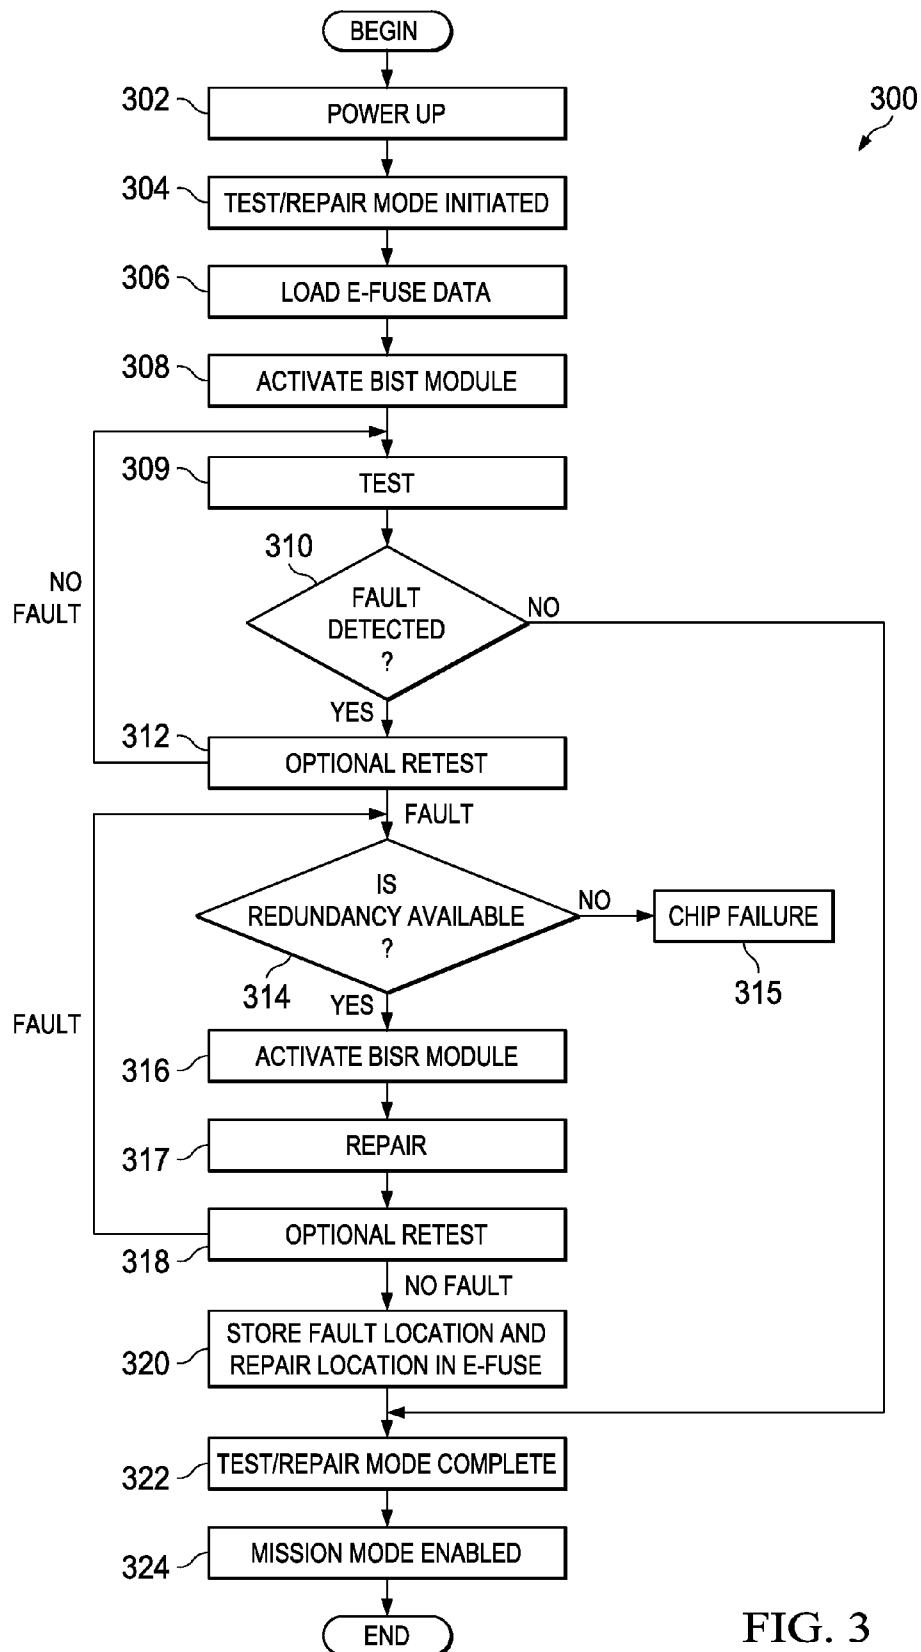 BEGIN
302
POWER UP
300
304
TEST/REPAIR MODE INITIATED
306
LOAD E-FUSE DATA
308
ACTIVATE BIST MODULE
309
TEST
310
NO
FAULT
FAULT
DETECTED
?
NO
YES
312
OPTIONAL RETEST
FAULT
IS
REDUNDANCY AVAILABLE
?
NO
CHIP FAILURE
314
315
YES
FAULT
316
ACTIVATE BISR MODULE
317
REPAIR
318
OPTIONAL RETEST
NO FAULT
320
STORE FAULT LOCATION AND
REPAIR LOCATION IN E-FUSE
322
TEST/REPAIR MODE COMPLETE
324
MISSION MODE ENABLED
END
FIG. 3